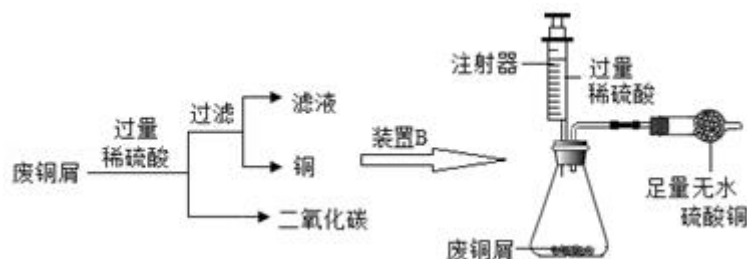 废铜屑
过量
稀硫酸
过滤
滤液
铜
二氧化碳
装置B
注射器
过量
稀硫酸
足量无水
硫酸铜
废铜屑